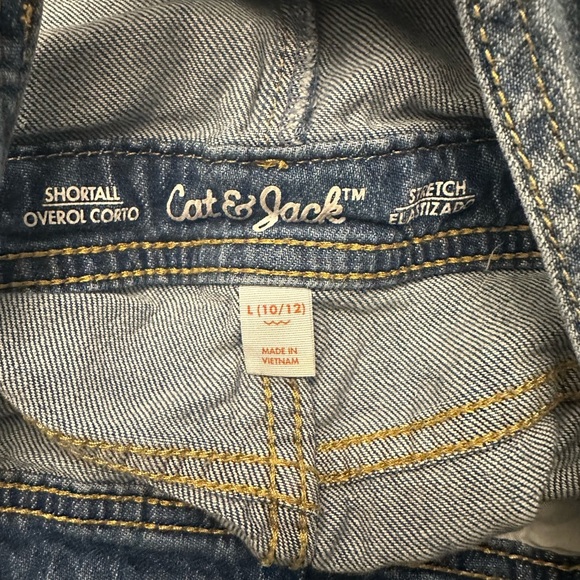 SHORTALL
OVEROL CORTO
Cat & Jack™
STRETCH
ELASTIZADO
L (10/12)
MADE IN
VIETNAM